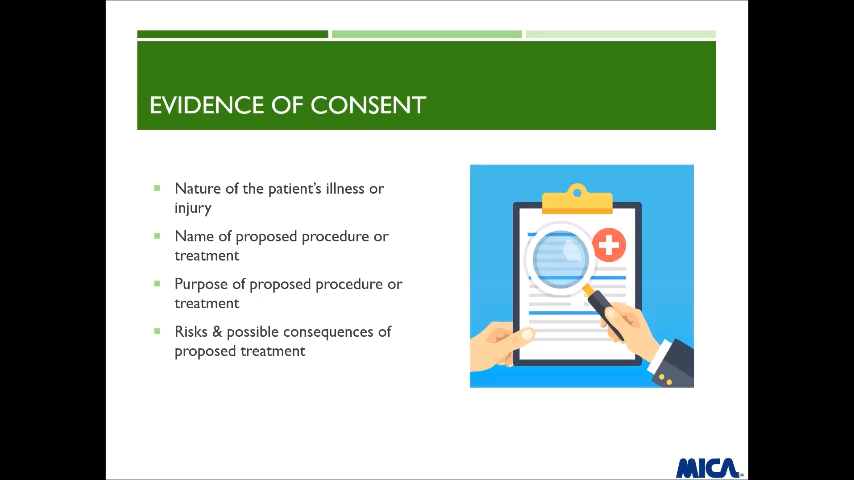 EVIDENCE OF CONSENT
Nature of the patient's illness or
injury
Name of proposed procedure or
treatment
Purpose of proposed procedure or
treatment
Risks & possible consequences of
proposed treatment
MICA